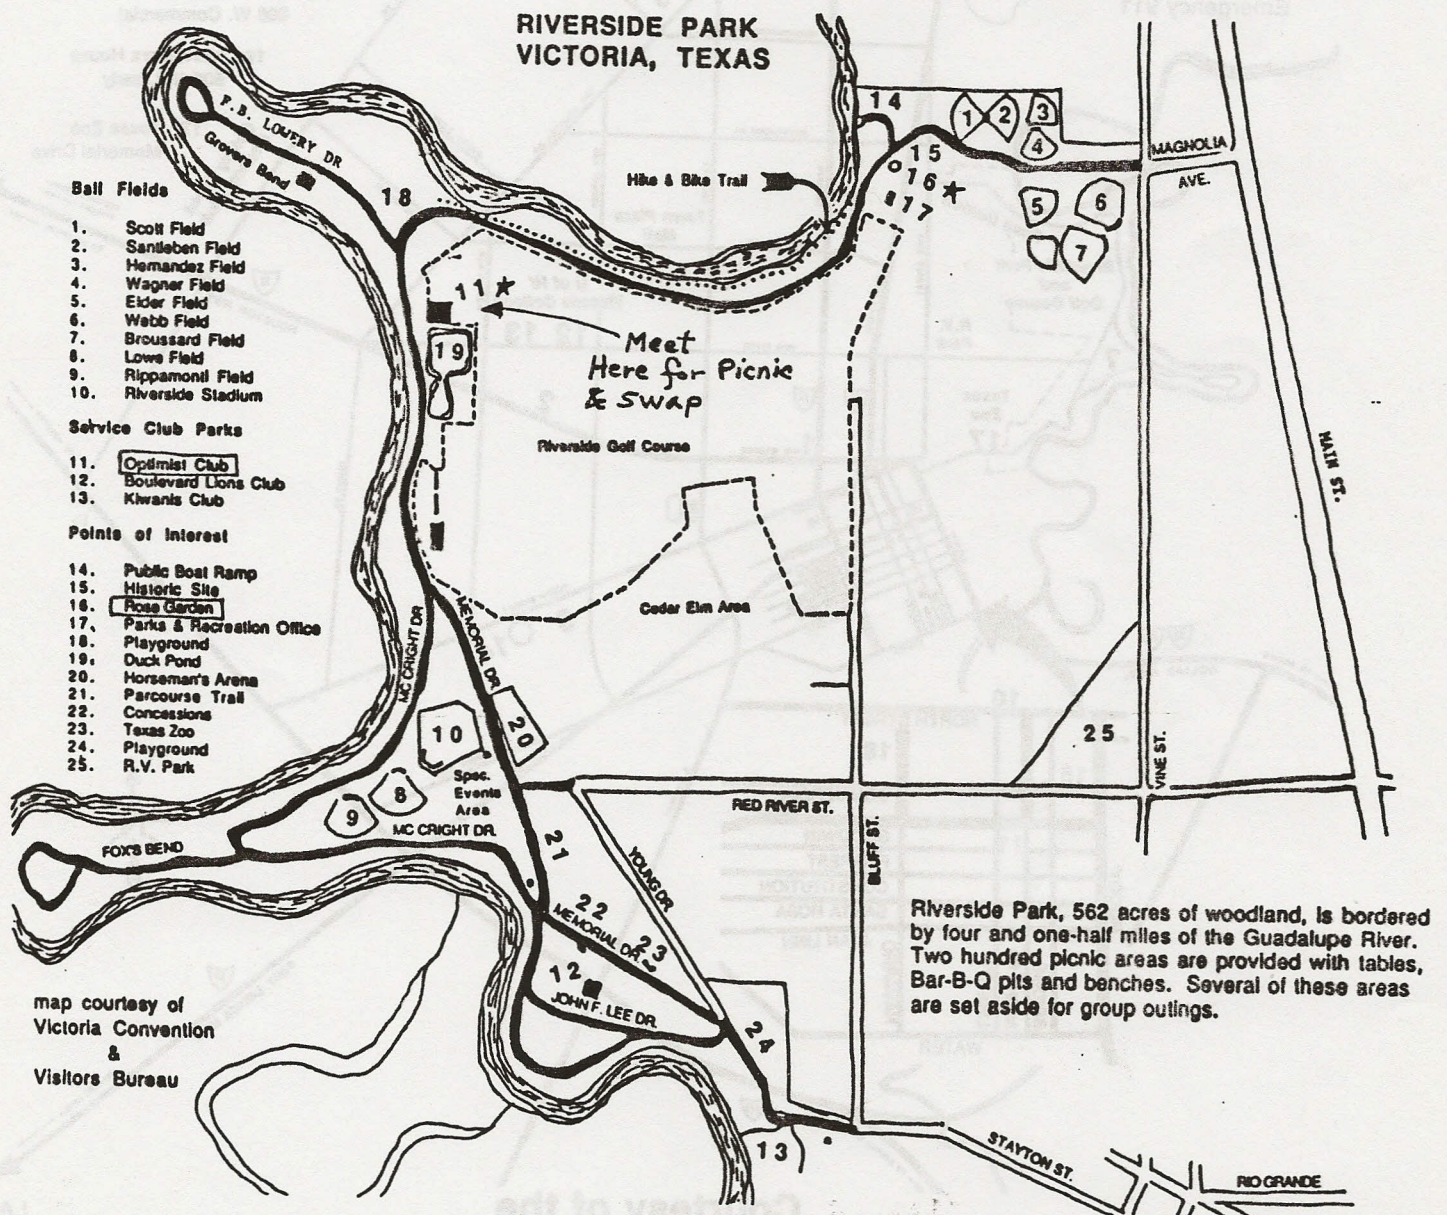 RIVERSIDE PARK
VICTORIA, TEXAS
F.B. LOWERY DR
Grovers Bend
18
Hike & Bike Trail
14
1
2
3
4
15
16
17
5
6
7
MAGNOLIA
AVE.
MAIN ST.
Ball Fields
1. Scott Field
2. Santleben Field
3. Hernandez Field
4. Wagner Field
5. Elder Field
6. Webb Field
7. Broussard Field
8. Lowe Field
9. Rippamonti Field
10. Riverside Stadium
Service Club Parks
11. Optimist Club
12. Boulevard Lions Club
13. Kiwanis Club
Points of Interest
14. Public Boat Ramp
15. Historic Site
16. Rose Garden
17. Parks & Recreation Office
18. Playground
19. Duck Pond
20. Horseman's Arena
21. Parcourse Trail
22. Concessions
23. Texas Zoo
24. Playground
25. R.V. Park
11
19
Meet
Here for Picnic
& Swap
Riverside Golf Course
Cedar Elm Area
MC CRIGHT DR
MEMORIAL DR.
10
20
Spec.
Events
Area
8
9
MC CRIGHT DR.
FOX'S BEND
25
VINE ST.
RED RIVER ST.
BLUFF ST.
YOUNG DR.
21
22
MEMORIAL DR.
23
12
JOHN F. LEE DR.
24
13
STAYTON ST.
RIO GRANDE
Riverside Park, 562 acres of woodland, is bordered
by four and one-half miles of the Guadalupe River.
Two hundred picnic areas are provided with tables,
Bar-B-Q pits and benches. Several of these areas
are set aside for group outings.
map courtesy of
Victoria Convention
&
Visitors Bureau